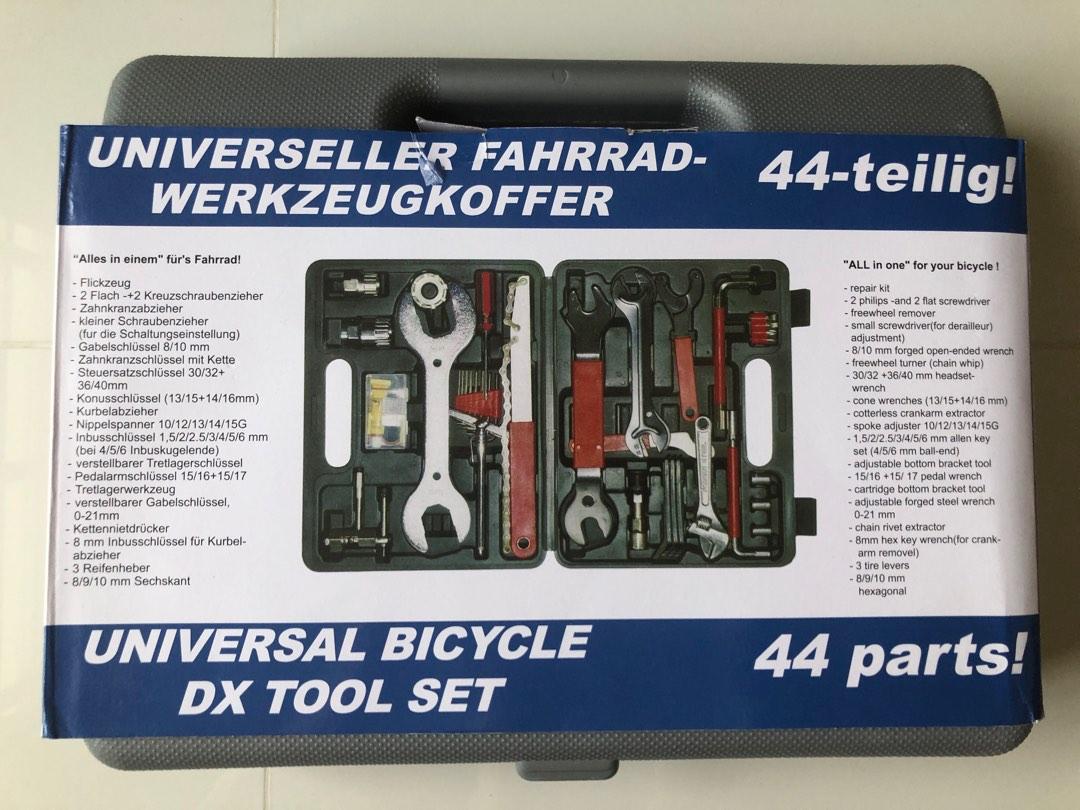 UNIVERSELLER FAHRRAD-
WERKZEUGKOFFER
44-teilig!
"Alles in einem" für's Fahrrad!
- Flickzeug
- 2 Flach -+2 Kreuzschraubenzieher
- Zahnkranzabzieher
- kleiner Schraubenzieher
(fur die Schaltungseinstellung)
- Gabelschlüssel 8/10 mm
- Zahnkranzschlüssel mit Kette
- Steuersatzschlüssel 30/32+
36/40mm
- Konusschlüssel (13/15+14/16mm)
- Kurbelabzieher
- Nippelspanner 10/12/13/14/15G
- Inbusschlüssel 1,5/2/2.5/3/4/5/6 mm
(bei 4/5/6 Inbuskugelende)
- verstellbarer Tretlagerschlüssel
- Pedalarmschlüssel 15/16+15/17
- Tretlagerwerkzeug
- verstellbarer Gabelschlüssel,
0-21mm
- Kettennietdrücker
- 8 mm Inbusschlüssel für Kurbel-
abzieher
- 3 Reifenheber
- 8/9/10 mm Sechskant
"ALL in one" for your bicycle !
- repair kit
- 2 philips -and 2 flat screwdriver
- freewheel remover
- small screwdriver(for derailleur)
adjustment)
- 8/10 mm forged open-ended wrench
- freewheel turner (chain whip)
- 30/32 +36/40 mm headset-
wrench
- cone wrenches (13/15+14/16 mm)
- cotterless crankarm extractor
- spoke adjuster 10/12/13/14/15G
- 1,5/2/2.5/3/4/5/6 mm allen key
set (4/5/6 mm ball-end)
- adjustable bottom bracket tool
- 15/16 +15/ 17 pedal wrench
- cartridge bottom bracket tool
- adjustable forged steel wrench
0-21 mm
- chain rivet extractor
- 8mm hex key wrench(for crank-
arm removel)
- 3 tire levers
- 8/9/10 mm
hexagonal
UNIVERSAL BICYCLE
DX TOOL SET
44 parts!